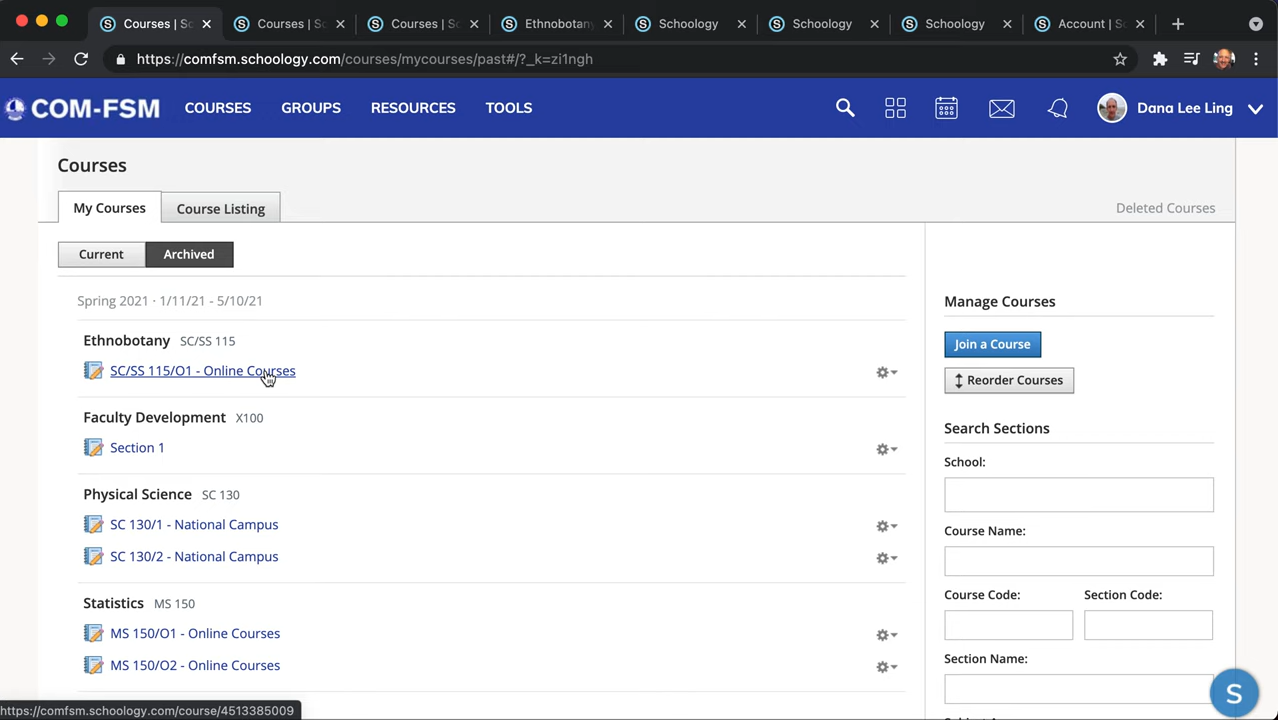 Courses | Sc
Courses | Sc
Courses | Sc
Ethnobotany
Schoology
Schoology
Schoology
Account | Sc
https://comfsm.schoology.com/courses/mycourses/past#/?_k=zi1ngh
COM-FSM COURSES GROUPS RESOURCES TOOLS Dana Lee Ling
Courses
My Courses Course Listing Deleted Courses
Current Archived
Spring 2021 · 1/11/21 - 5/10/21
Ethnobotany SC/SS 115
SC/SS 115/O1 - Online Courses
Faculty Development X100
Section 1
Physical Science SC 130
SC 130/1 - National Campus
SC 130/2 - National Campus
Statistics MS 150
MS 150/O1 - Online Courses
MS 150/O2 - Online Courses
Manage Courses
Join a Course
Reorder Courses
Search Sections
School:
Course Name:
Course Code: Section Code:
Section Name:
S
https://comfsm.schoology.com/course/4513385009